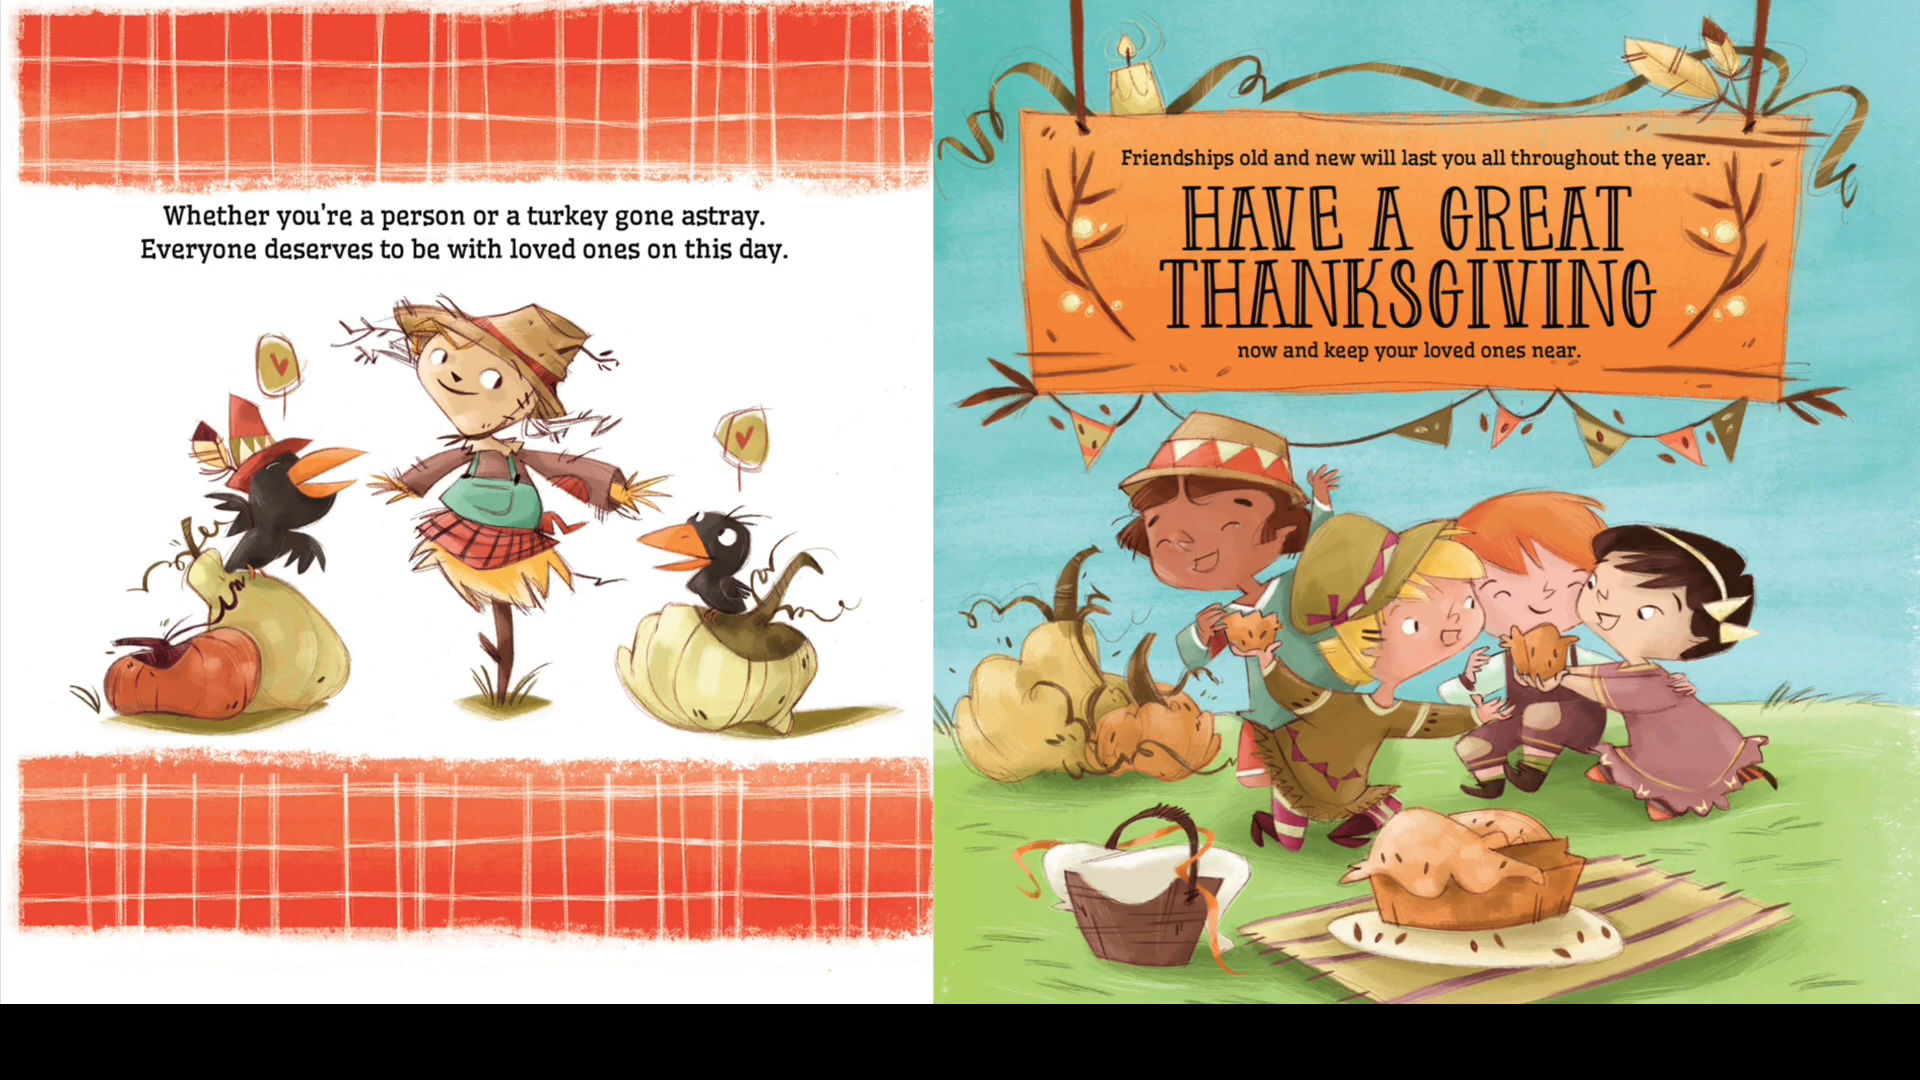 Whether you're a person or a turkey gone astray.
Everyone deserves to be with loved ones on this day.
Friendships old and new will last you all throughout the year.
HAVE A GREAT
THANKSGIVING
now and keep your loved ones near.